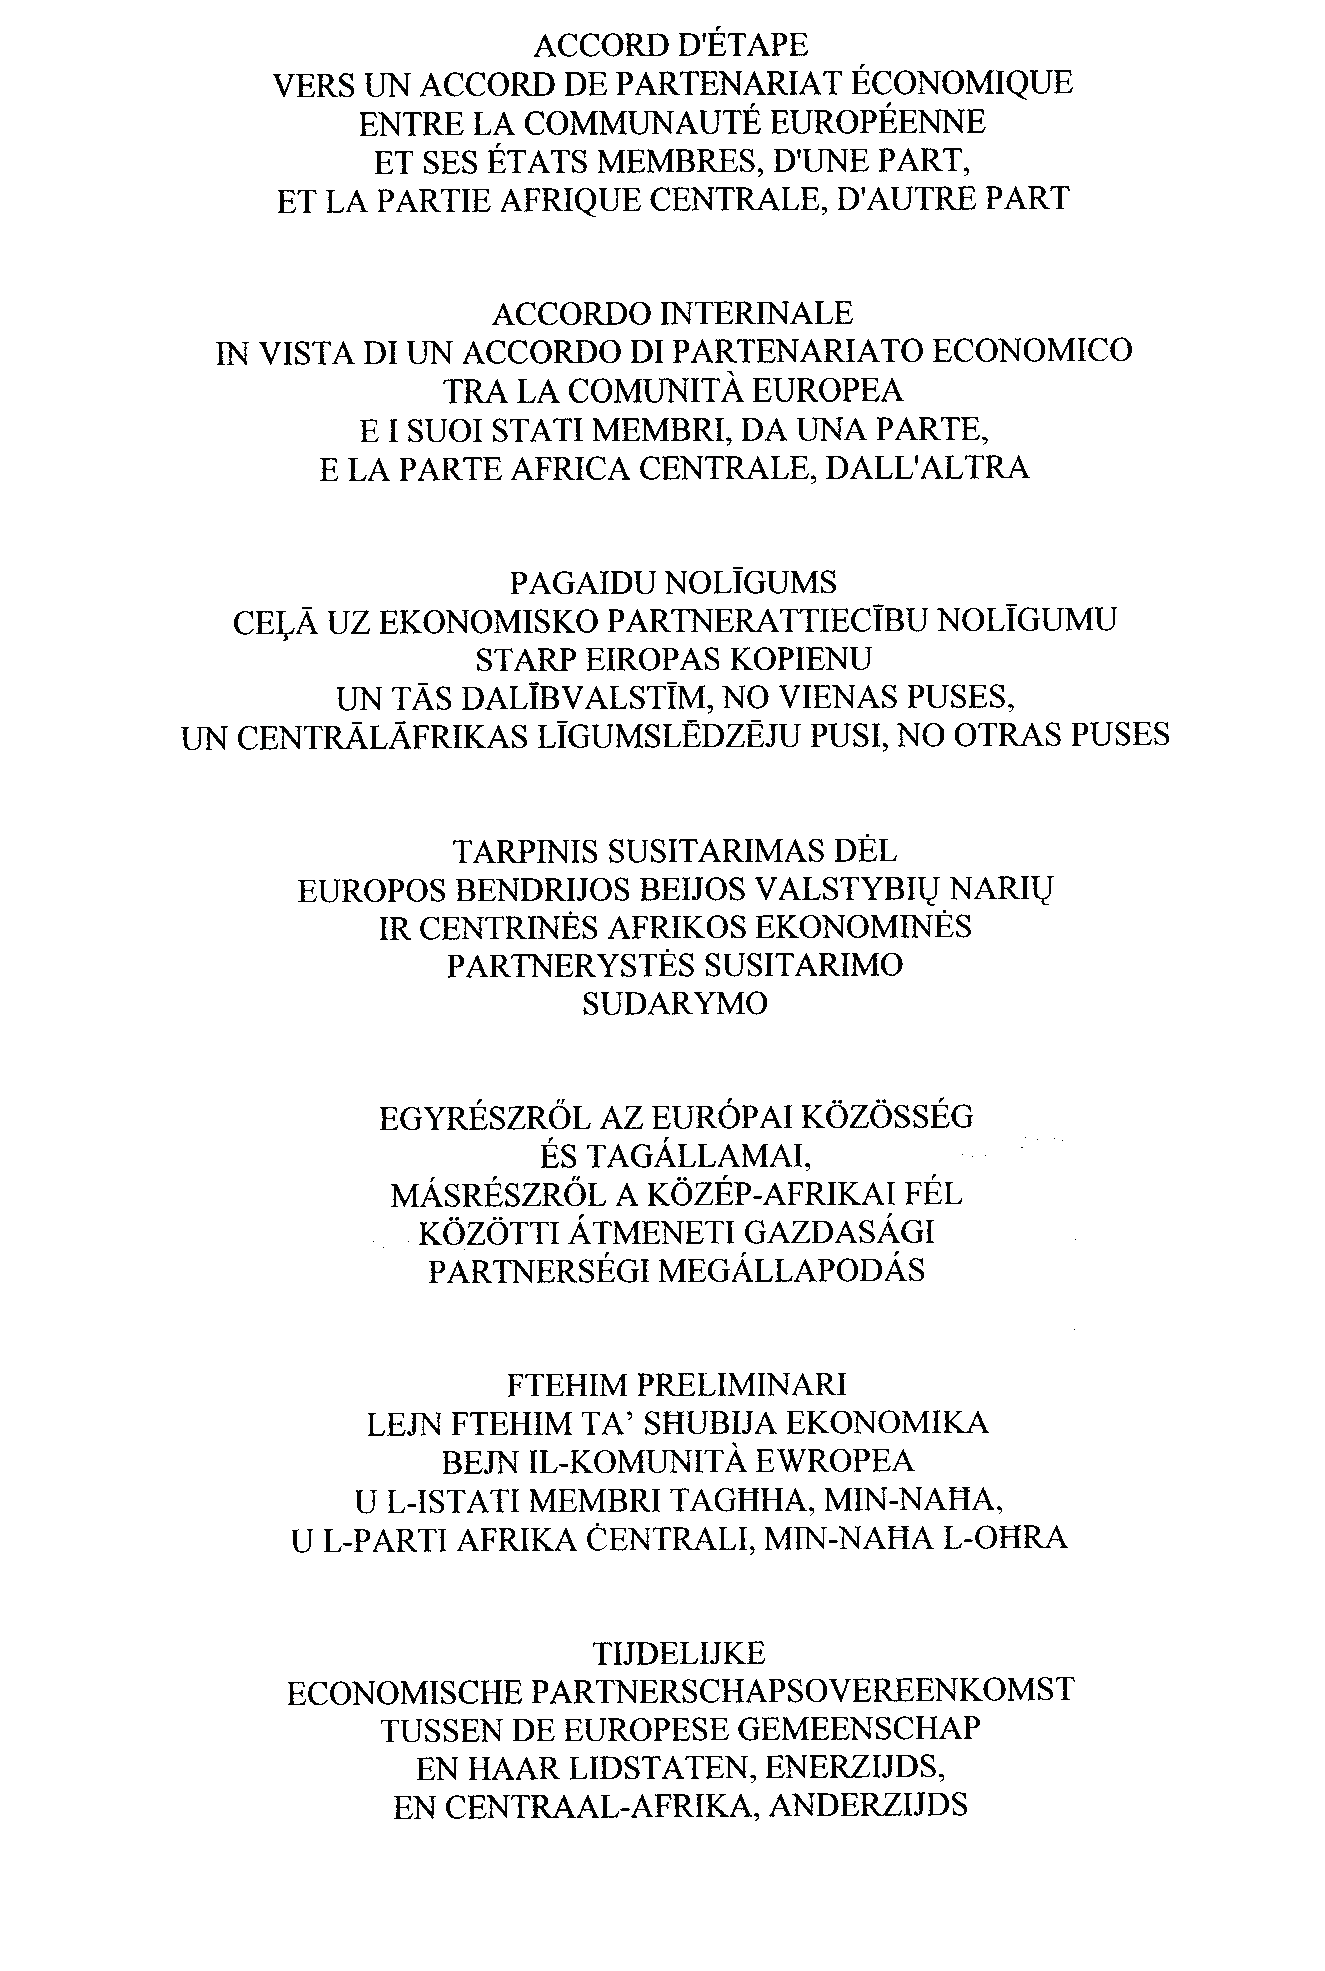 ACCORD D'ÉTAPE
VERS UN ACCORD DE PARTENARIAT ÉCONOMIQUE
ENTRE LA COMMUNAUTÉ EUROPÉENNE
ET SES ÉTATS MEMBRES, D'UNE PART,
ET LA PARTIE AFRIQUE CENTRALE, D'AUTRE PART
ACCORDO INTERINALE
IN VISTA DI UN ACCORDO DI PARTENARIATO ECONOMICO
TRA LA COMUNITÀ EUROPEA
E I SUOI STATI MEMBRI, DA UNA PARTE,
E LA PARTE AFRICA CENTRALE, DALL'ALTRA
PAGAIDU NOLĪGUMS
CEĻĀ UZ EKONOMISKO PARTNERATTIECĪBU NOLĪGUMU
STARP EIROPAS KOPIENU
UN TĀS DALĪBVALSTĪM, NO VIENAS PUSES,
UN CENTRĀLĀFRIKAS LĪGUMSLĒDZĒJU PUSI, NO OTRAS PUSES
TARPINIS SUSITARIMAS DĖL
EUROPOS BENDRIJOS BEIJOS VALSTYBIŲ NARIŲ
IR CENTRINĖS AFRIKOS EKONOMINĖS
PARTNERYSTĖS SUSITARIMO
SUDARYMO
EGYRÉSZRŐL AZ EURÓPAI KÖZÖSSÉG
ÉS TAGÁLLAMAI,
MÁSRÉSZRŐL A KÖZÉP-AFRIKAI FÉL
KÖZÖTTI ÁTMENETI GAZDASÁGI
PARTNERSÉGI MEGÁLLAPODÁS
FTEHIM PRELIMINARI
LEJN FTEHIM TA’ SĦUBIJA EKONOMIKA
BEJN IL-KOMUNITÀ EWROPEA
U L-ISTATI MEMBRI TAGĦHA, MIN-NAĦA,
U L-PARTI AFRIKA ĊENTRALI, MIN-NAĦA L-OĦRA
TIJDELIJKE
ECONOMISCHE PARTNERSCHAPSOVEREENKOMST
TUSSEN DE EUROPESE GEMEENSCHAP
EN HAAR LIDSTATEN, ENERZIJDS,
EN CENTRAAL-AFRIKA, ANDERZIJDS